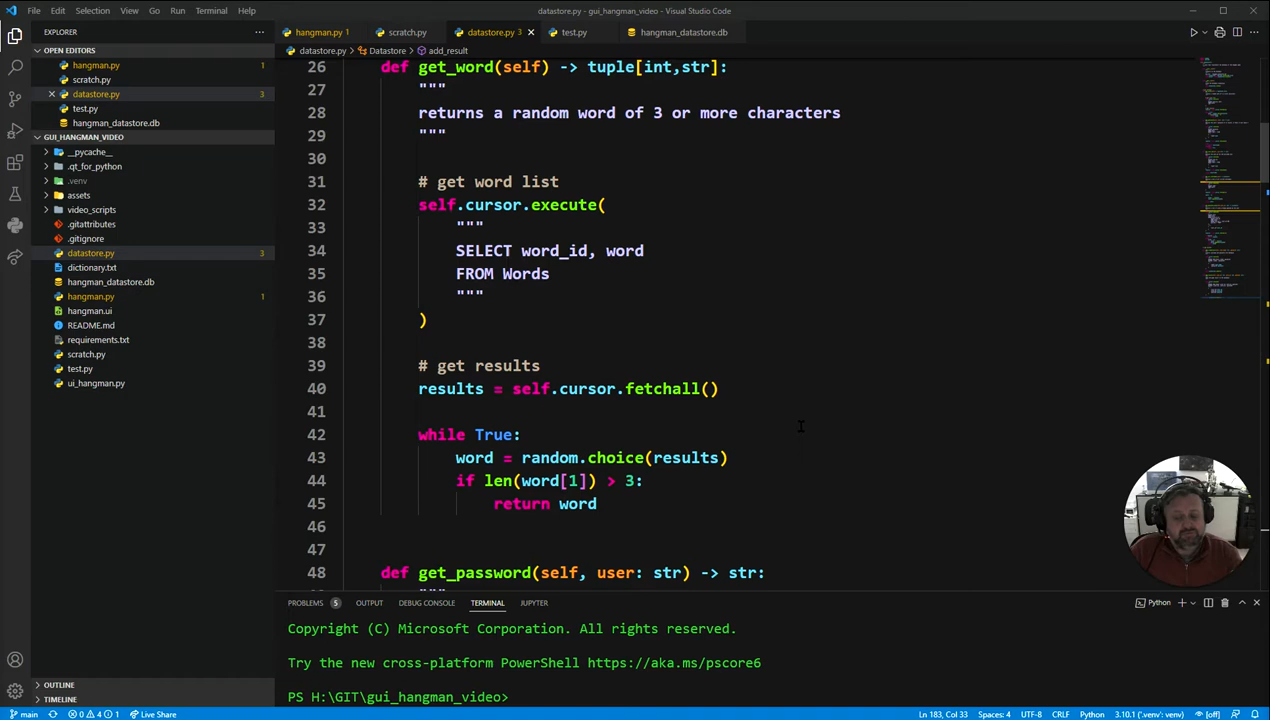 File Edit Selection View Go Run Terminal Help
datastore.py - gui_hangman_video - Visual Studio Code
EXPLORER
OPEN EDITORS
hangman.py 1
scratch.py
datastore.py 3
test.py
hangman_datastore.db
GUI_HANGMAN_VIDEO
__pycache__
.qt_for_python
.venv
assets
video_scripts
.gitattributes
.gitignore
datastore.py 3
dictionary.txt
hangman_datastore.db
hangman.py 1
hangman.ui
README.md
requirements.txt
scratch.py
test.py
ui_hangman.py
OUTLINE
TIMELINE
hangman.py 1 scratch.py datastore.py 3 test.py hangman_datastore.db
datastore.py > Datastore > add_result
26 def get_word(self) -> tuple[int,str]:
27 """
28 returns a random word of 3 or more characters
29 """
30
31 # get word list
32 self.cursor.execute(
33 """
34 SELECT word_id, word
35 FROM Words
36 """
37 )
38
39 # get results
40 results = self.cursor.fetchall()
41
42 while True:
43 word = random.choice(results)
44 if len(word[1]) > 3:
45 return word
46
47
48 def get_password(self, user: str) -> str:
PROBLEMS 5 OUTPUT DEBUG CONSOLE TERMINAL JUPYTER
Python
Copyright (C) Microsoft Corporation. All rights reserved.
Try the new cross-platform PowerShell https://aka.ms/pscore6
PS H:\GIT\gui_hangman_video>
main 0 4 1 Live Share
Ln 183, Col 33 Spaces: 4 UTF-8 CRLF Python 3.10.1 ('.venv': venv) [off]